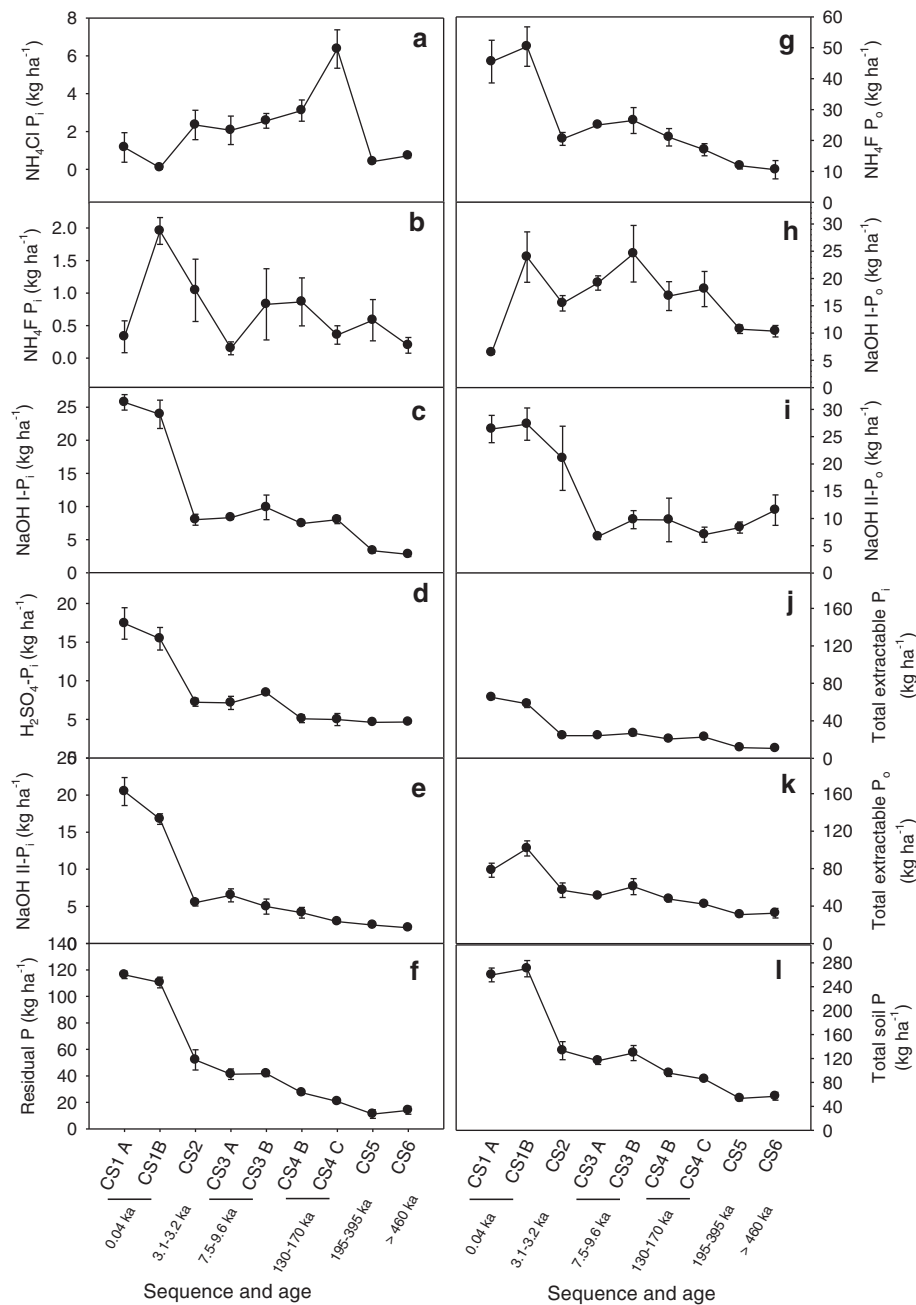 a
NH₄Cl Pᵢ (kg ha⁻¹)
8
6
4
2
0
b
NH₄F Pᵢ (kg ha⁻¹)
2.0
1.5
1.0
0.5
0.0
c
NaOH I-Pᵢ (kg ha⁻¹)
25
20
15
10
5
0
d
H₂SO₄-Pᵢ (kg ha⁻¹)
20
15
10
5
0
e
NaOH II-Pᵢ (kg ha⁻¹)
25
20
15
10
5
0
f
Residual P (kg ha⁻¹)
140
120
100
80
60
40
20
0
CS1 A
CS1B
CS2
CS3 A
CS3 B
CS4 B
CS4 C
CS5
CS6
0.04 ka
3.1-3.2 ka
7.5-9.6 ka
130-170 ka
195-395 ka
> 460 ka
Sequence and age
g
NH₄F Pₒ (kg ha⁻¹)
60
50
40
30
20
10
0
h
NaOH I-Pₒ (kg ha⁻¹)
30
25
20
15
10
5
0
i
NaOH II-Pₒ (kg ha⁻¹)
30
25
20
15
10
5
0
j
Total extractable Pᵢ
(kg ha⁻¹)
160
120
80
40
0
k
Total extractable Pₒ
(kg ha⁻¹)
160
120
80
40
0
l
Total soil P
(kg ha⁻¹)
280
240
200
160
120
80
40
0
CS1 A
CS1B
CS2
CS3 A
CS3 B
CS4 B
CS4 C
CS5
CS6
0.04 ka
3.1-3.2 ka
7.5-9.6 ka
130-170 ka
195-395 ka
> 460 ka
Sequence and age